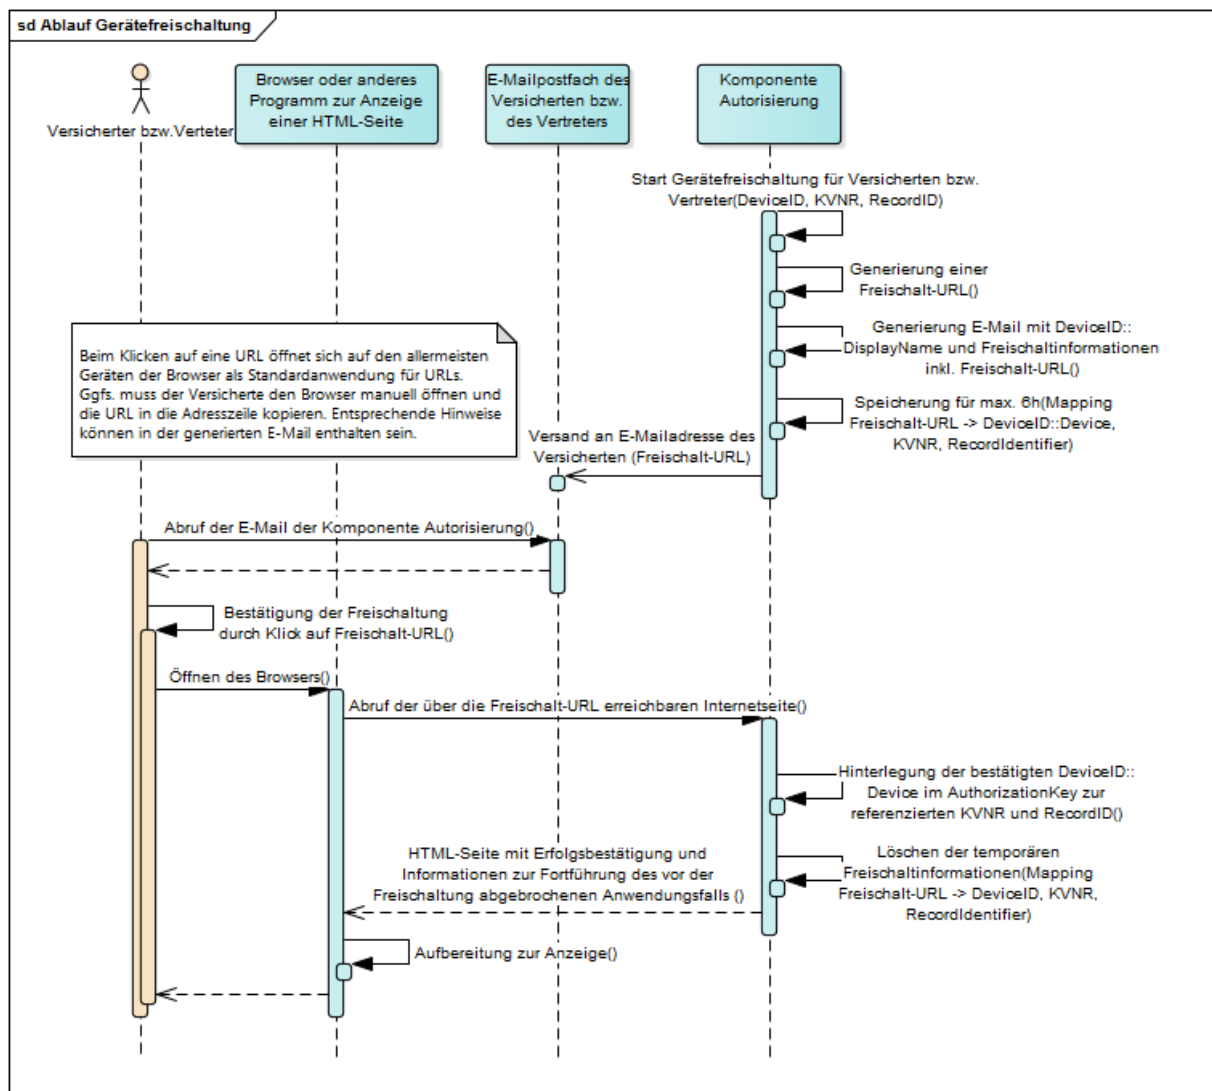 sd Ablauf Gerätefreischaltung
Versicherter bzw.Verteter
Browser oder anderes
Programm zur Anzeige
einer HTML-Seite
E-Mailpostfach des
Versicherten bzw.
des Vertreters
Komponente
Autorisierung
Start Gerätefreischaltung für Versicherten bzw.
Vertreter(DeviceID, KVNR, RecordID)
Generierung einer
Freischalt-URL()
Generierung E-Mail mit DeviceID::
DisplayName und Freischaltinformationen
inkl. Freischalt-URL()
Beim Klicken auf eine URL öffnet sich auf den allermeisten
Geräten der Browser als Standardanwendung für URLs.
Ggfs. muss der Versicherte den Browser manuell öffnen und
die URL in die Adresszeile kopieren. Entsprechende Hinweise
können in der generierten E-Mail enthalten sein.
Speicherung für max. 6h(Mapping
Freischalt-URL -> DeviceID::Device,
KVNR, RecordIdentifier)
Versand an E-Mailadresse des
Versicherten (Freischalt-URL)
Abruf der E-Mail der Komponente Autorisierung()
Bestätigung der Freischaltung
durch Klick auf Freischalt-URL()
Öffnen des Browsers()
Abruf der über die Freischalt-URL erreichbaren Internetseite()
Hinterlegung der bestätigten DeviceID::
Device im AuthorizationKey zur
referenzierten KVNR und RecordID()
HTML-Seite mit Erfolgsbestätigung und
Informationen zur Fortführung des vor der
Freischaltung abgebrochenen Anwendungsfalls ()
Löschen der temporären
Freischaltinformationen(Mapping
Freischalt-URL -> DeviceID, KVNR,
RecordIdentifier)
Aufbereitung zur Anzeige()